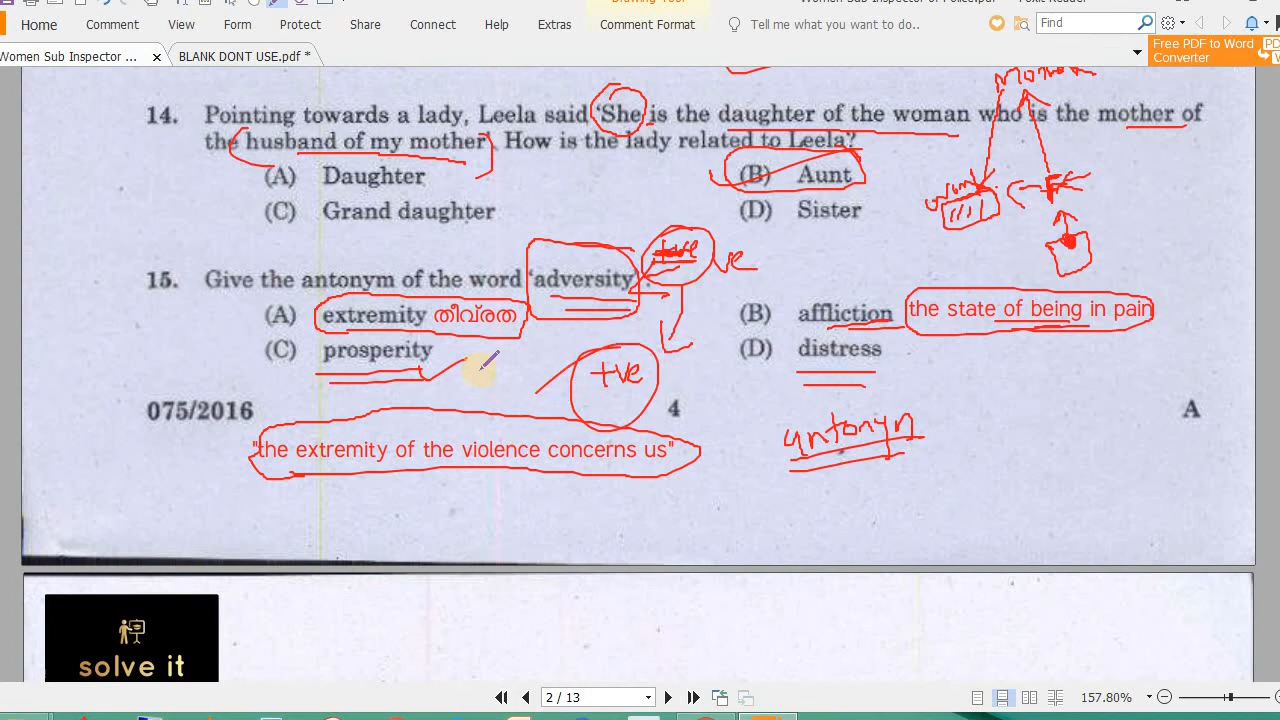 Drawing Tool
Home Comment View Form Protect Share Connect Help Extras Comment Format Tell me what you want to do.. Find
Women Sub Inspector ... BLANK DONT USE.pdf * Free PDF to Word
Converter
Mother
14. Pointing towards a lady, Leela said 'She is the daughter of the woman who is the mother of
the husband of my mother'. How is the lady related to Leela?
(A) Daughter (B) Aunt
(C) Grand daughter (D) Sister
ve
15. Give the antonym of the word 'adversity'.
(A) extremity തീവ്രത (B) affliction the state of being in pain
(C) prosperity (D) distress
+ve
075/2016 4 A
antonyn
"the extremity of the violence concerns us"
solve it
2 / 13 157.80%